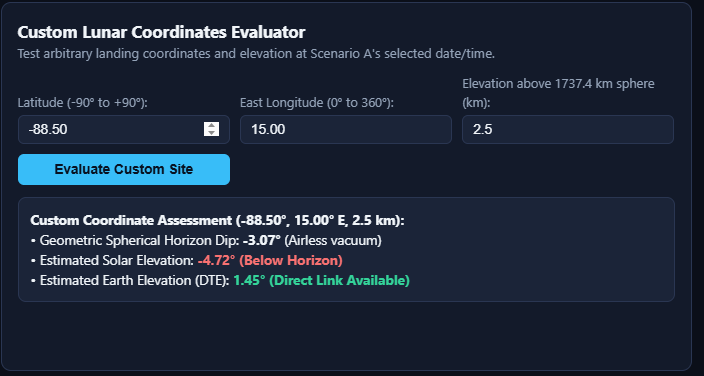 Custom Lunar Coordinates Evaluator
Test arbitrary landing coordinates and elevation at Scenario A's selected date/time.
Latitude (-90° to +90°):
-88.50
East Longitude (0° to 360°):
15.00
Elevation above 1737.4 km sphere
(km):
2.5
Evaluate Custom Site
Custom Coordinate Assessment (-88.50°, 15.00° E, 2.5 km):
• Geometric Spherical Horizon Dip: -3.07° (Airless vacuum)
• Estimated Solar Elevation: -4.72° (Below Horizon)
• Estimated Earth Elevation (DTE): 1.45° (Direct Link Available)